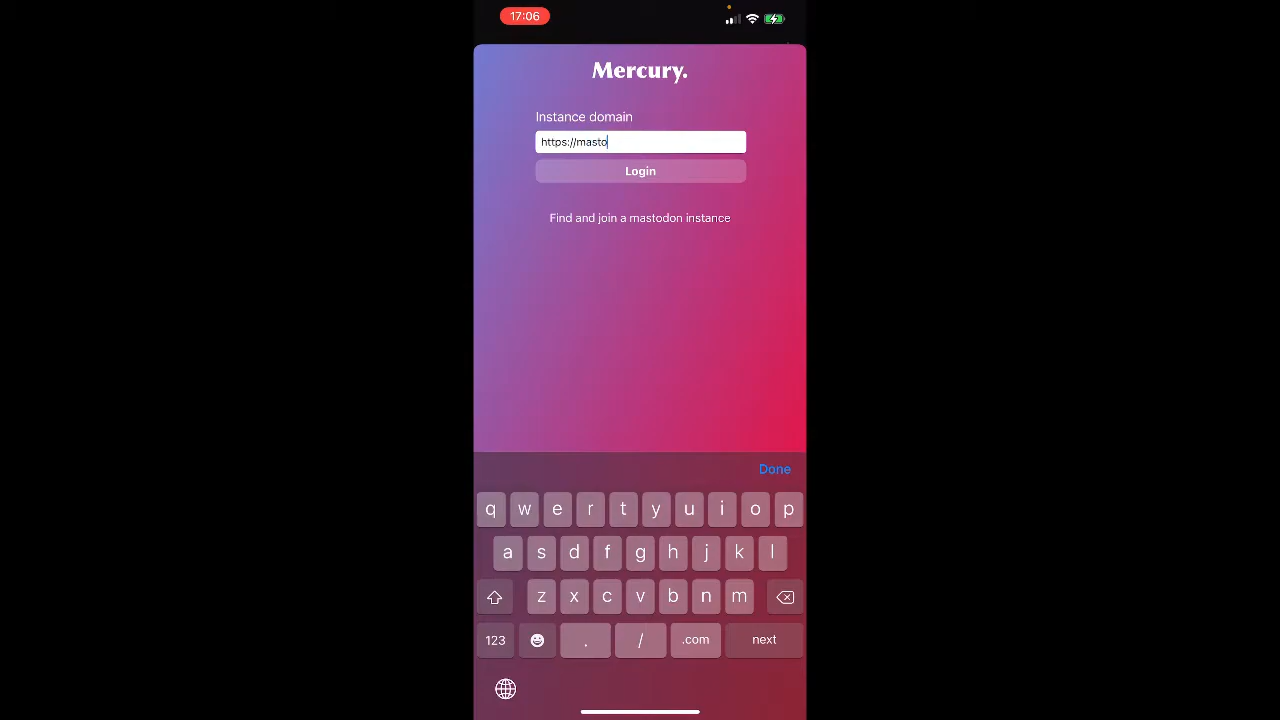 17:06
Mercury.
Instance domain
https://masto
Login
Find and join a mastodon instance
Done
q w e r t y u i o p
a s d f g h j k l
z x c v b n m
123 . / .com next